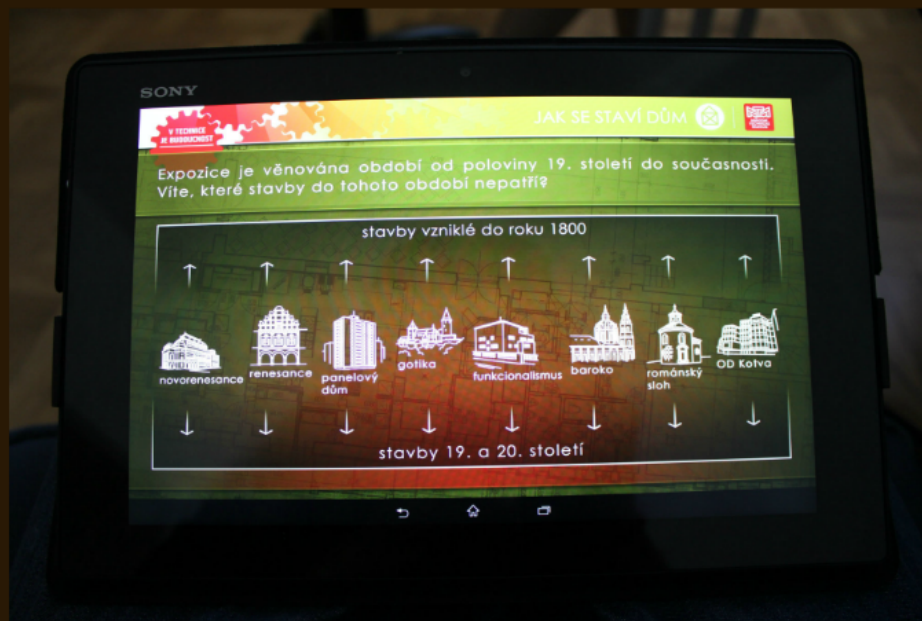 SONY
V TECHNICE
JE BUDOUCNOST
JAK SE STAVÍ DŮM
Expozice je věnována období od poloviny 19. století do současnosti.
Víte, které stavby do tohoto období nepatří?
stavby vzniklé do roku 1800
novorenesance
renesance
panelový
dům
gotika
funkcionalismus
baroko
románský
sloh
OD Kotva
stavby 19. a 20. století